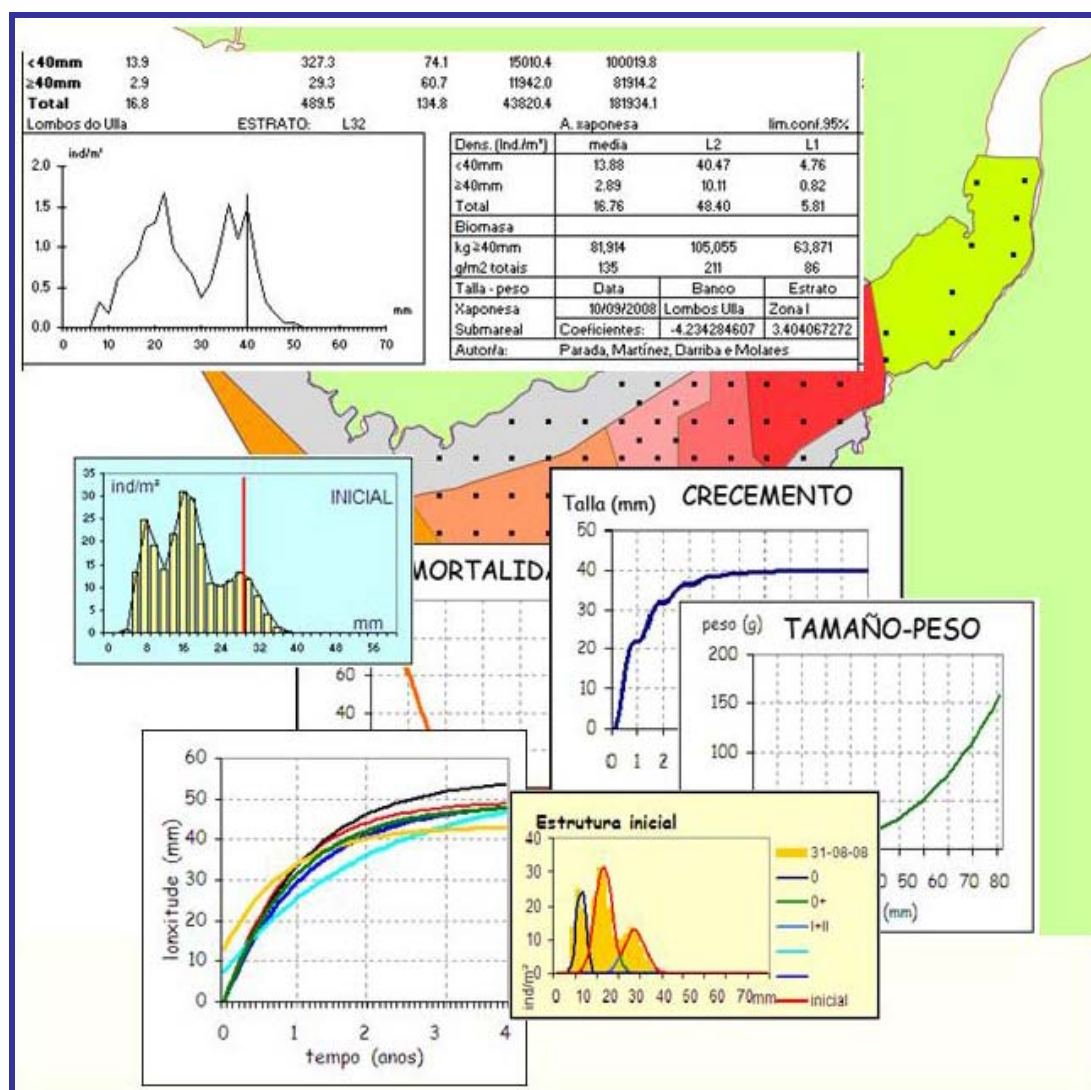 <40mm 13.9 327.3 74.1 15010.4 100019.8
≥40mm 2.9 29.3 60.7 11942.0 81914.2
Total 16.8 489.5 134.8 43820.4 181934.1
Lombos do Ulla ESTRATO: L32 A. xaponesa lim.conf.95%
Dens. (Ind./m²) media L2 L1
<40mm 13.88 40.47 4.76
≥40mm 2.89 10.11 0.82
Total 16.76 48.40 5.81
Biomasa
kg≥40mm 81,914 105,055 63,871
g/m2 totais 135 211 86
Talla - peso Data Banco Estrato
Xaponesa 10/09/2008 Lombos Ulla Zona I
Submareal Coeficientes: -4.234284607 3.404067272
Autor/a: Parada, Martínez, Darriba e Molares
ind/m²
2.0
1.5
1.0
0.5
0.0
mm
0 10 20 30 40 50 60 70
35
ind/m²
INICIAL
30
25
20
15
10
5
0
mm
0 8 16 24 32 40 48 56
MORTALIDA
60
40
CRECEMENTO
Talla (mm)
50
40
30
20
10
0
0 1 2
TAMAÑO-PESO
peso (g)
200
150
100
50 60 70 80
(mm)
60
50
40
30
20
10
0
lonxitude (mm)
0 1 2 3 4
tempo (anos)
Estrutura inicial
40
30
20
10
0
ind/m²
0 10 20 30 40 50 60 70mm
31-08-08
0
0+
I+II
inicial